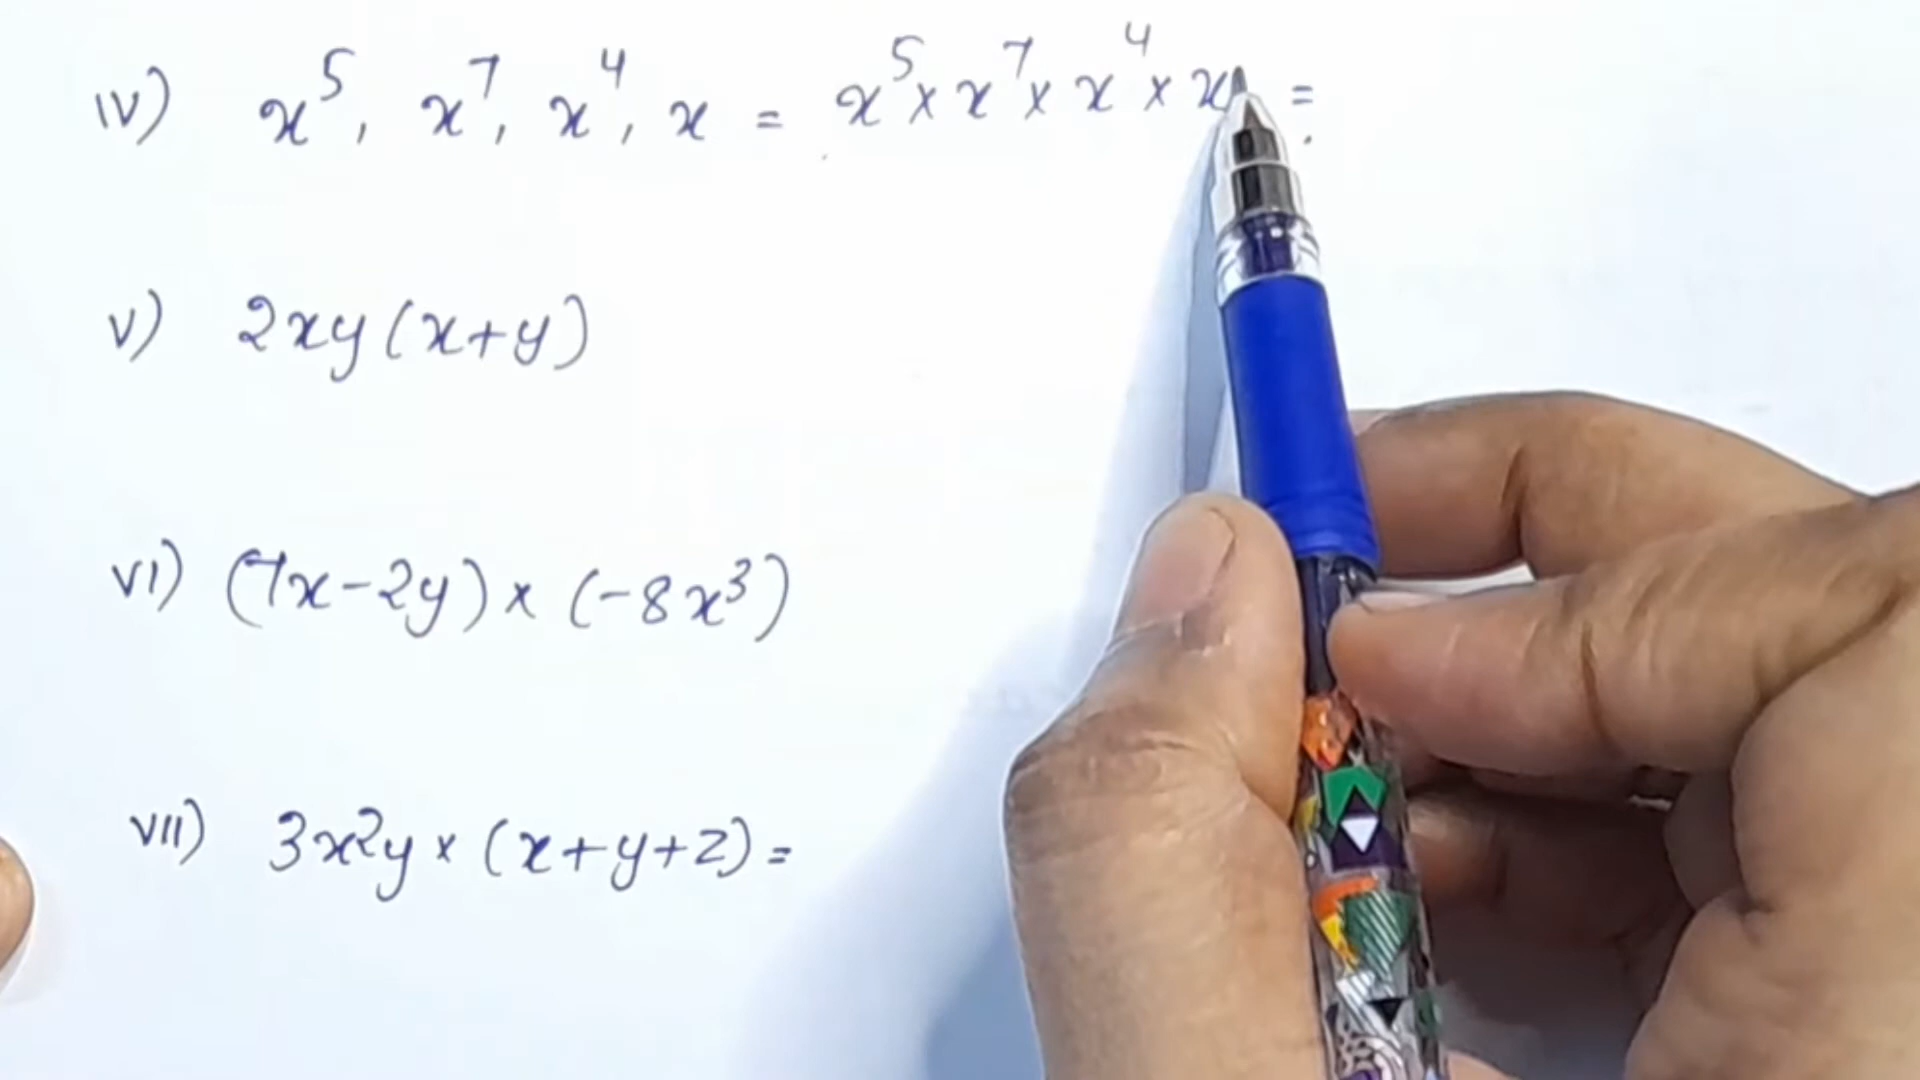 iv) x⁵, x⁷, x⁴, x = x⁵ × x⁷ × x⁴ × x =
v) 2xy(x+y)
vi) (7x-2y) × (-8x³)
vii) 3x²y × (x+y+z) =